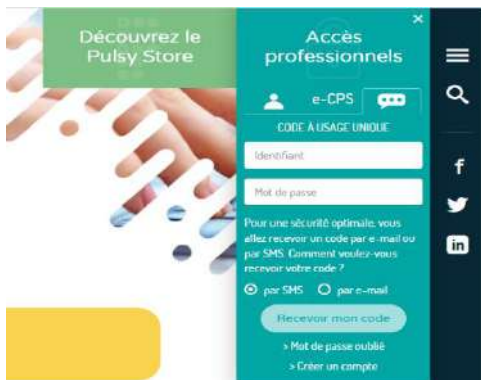 Découvrez le
Pulsy Store
×
Accès
professionnels
e-CPS
CODE À USAGE UNIQUE
Identifiant
Mot de passe
Pour une sécurité optimale, vous
allez recevoir un code par e-mail ou
par SMS. Comment voulez-vous
recevoir votre code ?
par SMS par e-mail
Recevoir mon code
> Mot de passe oublié
> Créer un compte
f
in